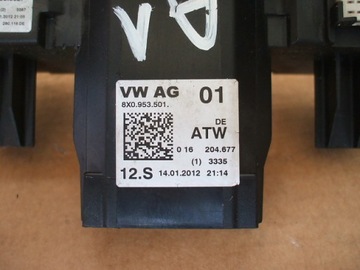 VA
VW AG 01
8X0.953.501.
DE
ATW
0 16 204.677
(1) 3335
12.S 14.01.2012 21:14